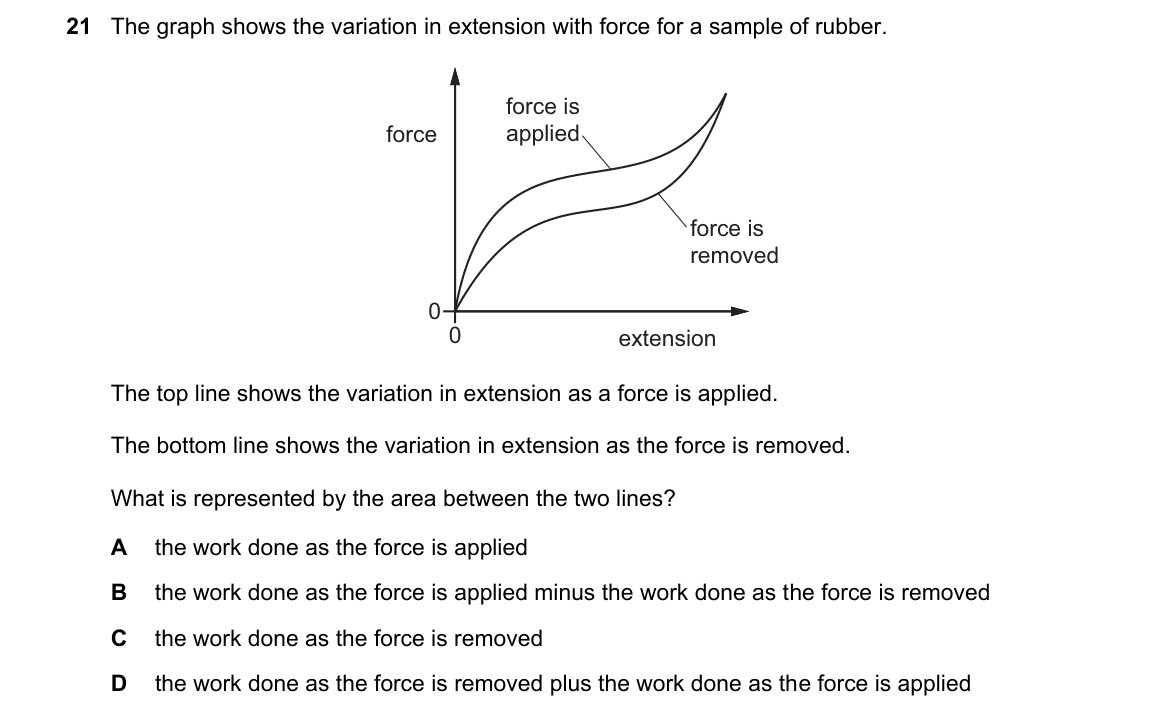 21 The graph shows the variation in extension with force for a sample of rubber.
force is
applied
force
force is
removed
0
0
extension
The top line shows the variation in extension as a force is applied.
The bottom line shows the variation in extension as the force is removed.
What is represented by the area between the two lines?
A the work done as the force is applied
B the work done as the force is applied minus the work done as the force is removed
C the work done as the force is removed
D the work done as the force is removed plus the work done as the force is applied